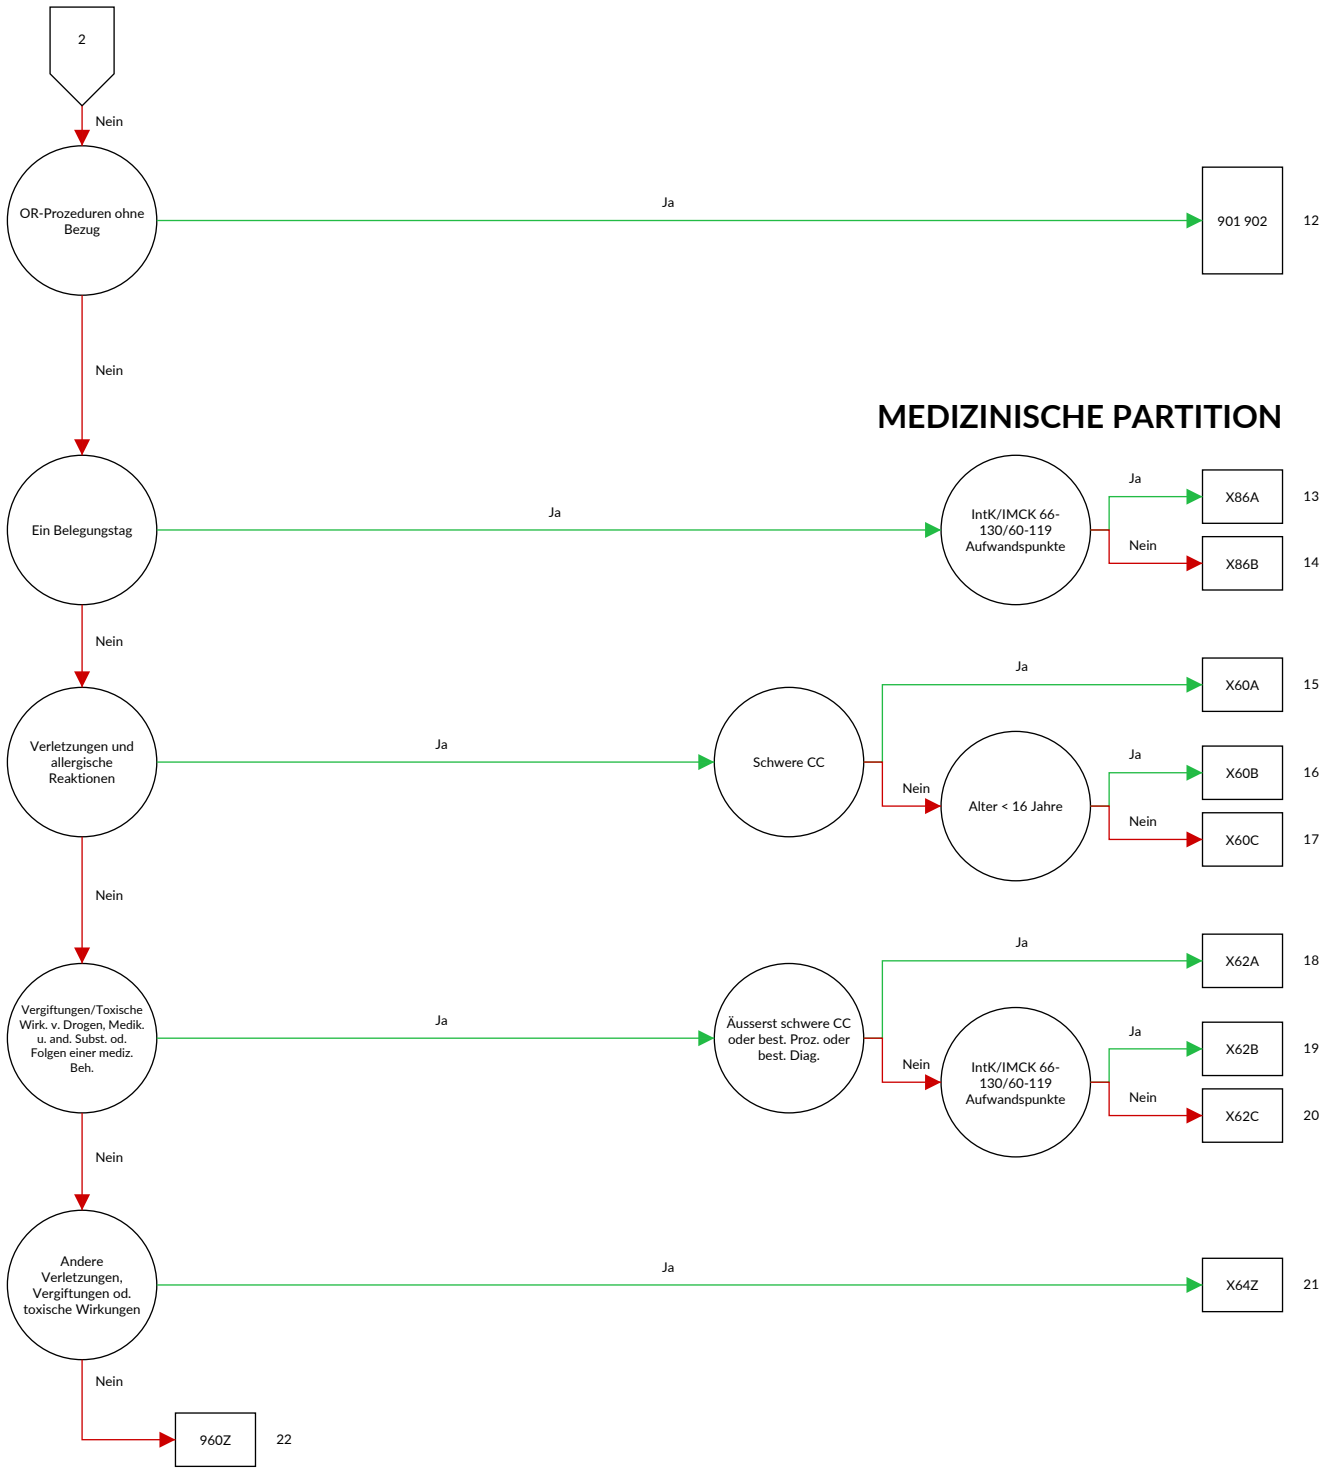 2
Nein
OR-Prozeduren ohne
Bezug
Ja
901 902
12
Nein
MEDIZINISCHE PARTITION
Ein Belegungstag
Ja
IntK/IMCK 66-
130/60-119
Aufwandspunkte
Ja
X86A
13
Nein
X86B
14
Nein
Verletzungen und
allergische
Reaktionen
Ja
Schwere CC
Ja
X60A
15
Nein
Alter < 16 Jahre
Ja
X60B
16
Nein
X60C
17
Nein
Vergiftungen/Toxische
Wirk. v. Drogen, Medik.
u. and. Subst. od.
Folgen einer mediz.
Beh.
Ja
Äusserst schwere CC
oder best. Proz. oder
best. Diag.
Ja
X62A
18
Nein
IntK/IMCK 66-
130/60-119
Aufwandspunkte
Ja
X62B
19
Nein
X62C
20
Nein
Andere
Verletzungen,
Vergiftungen od.
toxische Wirkungen
Ja
X64Z
21
Nein
960Z
22